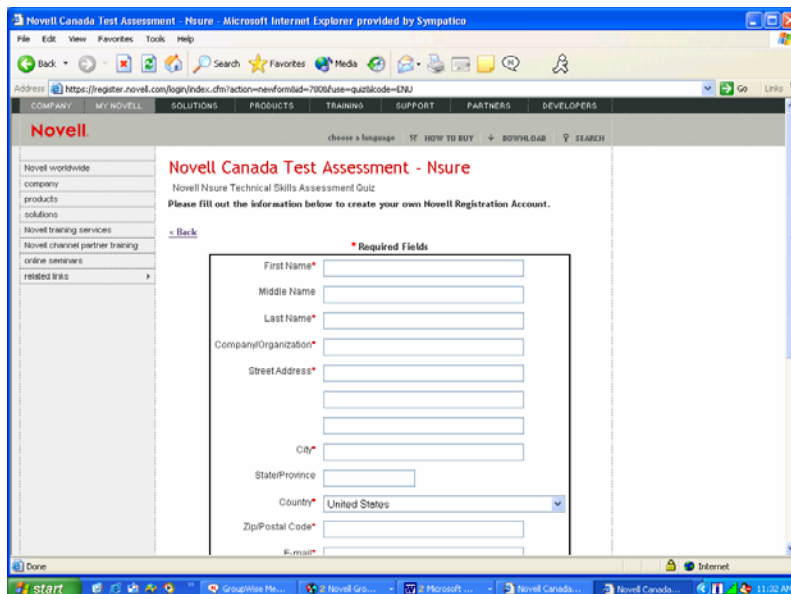 Novell Canada Test Assessment - Nsure - Microsoft Internet Explorer provided by Sympatico
File Edit View Favorites Tools Help
Back Search Favorites Media
Address https://register.novell.com/login/index.cfm?action=newform&id=700&fuse=quiz&lcode=ENU Go Links
COMPANY MY NOVELL SOLUTIONS PRODUCTS TRAINING SUPPORT PARTNERS DEVELOPERS
Novell.
choose a language HOW TO BUY DOWNLOAD SEARCH
Novell worldwide
company
products
solutions
Novell training services
Novell channel partner training
online seminars
related links
Novell Canada Test Assessment - Nsure
Novell Nsure Technical Skills Assessment Quiz
Please fill out the information below to create your own Novell Registration Account.
< Back
* Required Fields
First Name*
Middle Name
Last Name*
Company/Organization*
Street Address*
City*
State/Province
Country* United States
Zip/Postal Code*
E-mail*
Done Internet
start GroupWise Me... 2 Novell Gro... 2 Microsoft ... Novell Canada... Novell Canada... 11:32 AM